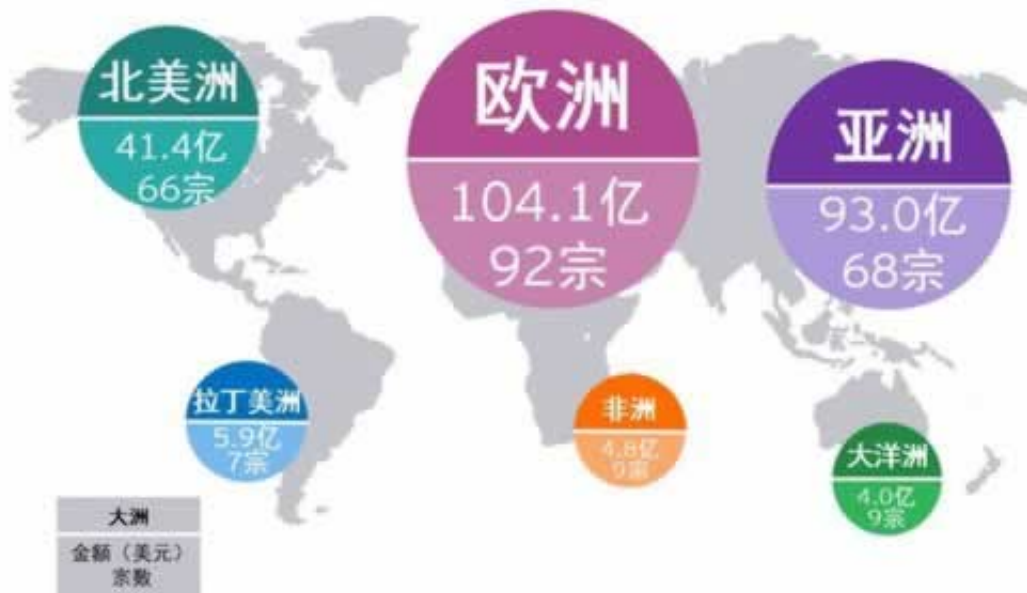 北美洲
41.4亿
66宗
欧洲
104.1亿
92宗
亚洲
93.0亿
68宗
拉丁美洲
5.9亿
7宗
非洲
4.8亿
大洋洲
4.0亿
9宗
大洲
金额（美元）
宗数